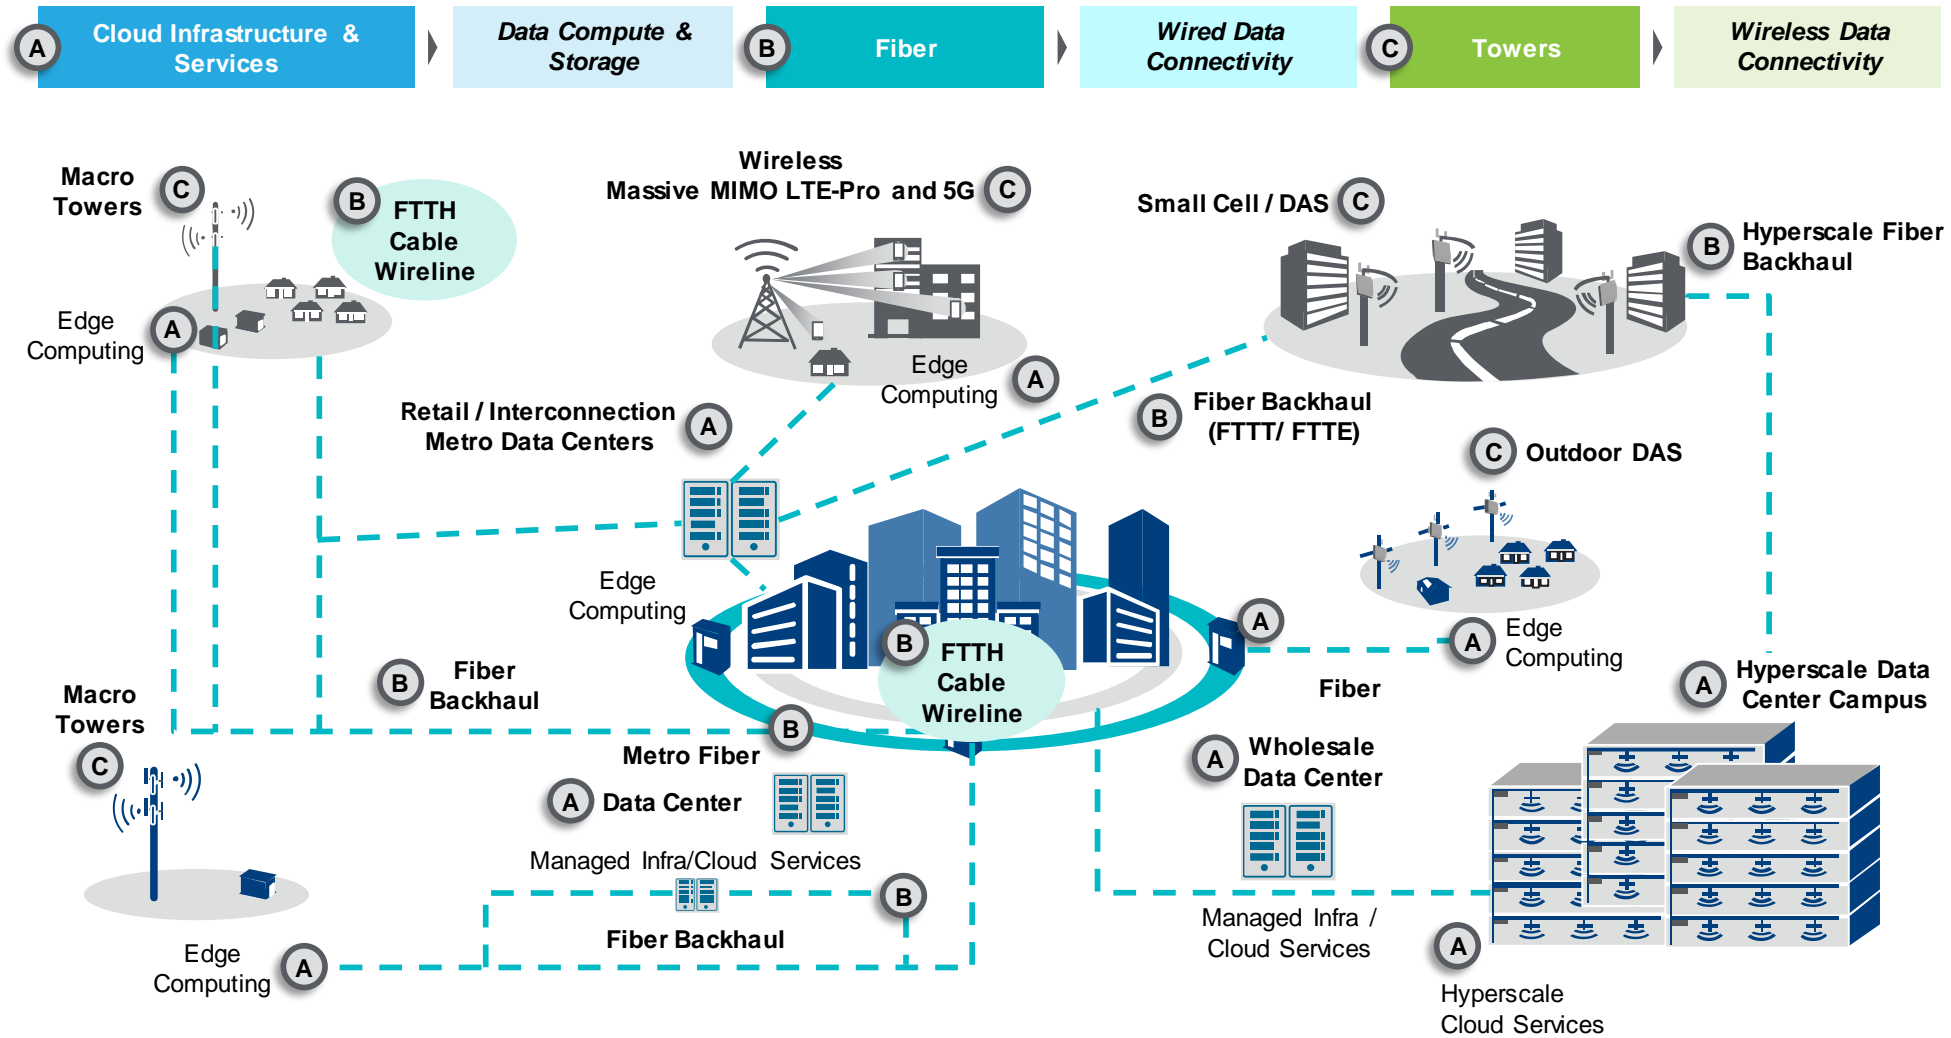 A
Cloud Infrastructure &
Services
Data Compute &
Storage
B
Fiber
Wired Data
Connectivity
C
Towers
Wireless Data
Connectivity
Macro
Towers
C
B
FTTH
Cable
Wireline
Edge
Computing
A
Wireless
Massive MIMO LTE-Pro and 5G
C
Edge
Computing
A
Small Cell / DAS
C
B
Hyperscale Fiber
Backhaul
Retail / Interconnection
Metro Data Centers
A
B
Fiber Backhaul
(FTTT/ FTTE)
C
Outdoor DAS
Edge
Computing
A
A
Edge
Computing
B
FTTH
Cable
Wireline
B
Fiber
Backhaul
Fiber
A
Hyperscale Data
Center Campus
Macro
Towers
C
Metro Fiber
B
A
Data Center
Managed Infra/Cloud Services
B
Fiber Backhaul
A
Wholesale
Data Center
Managed Infra /
Cloud Services
Edge
Computing
A
A
Hyperscale
Cloud Services